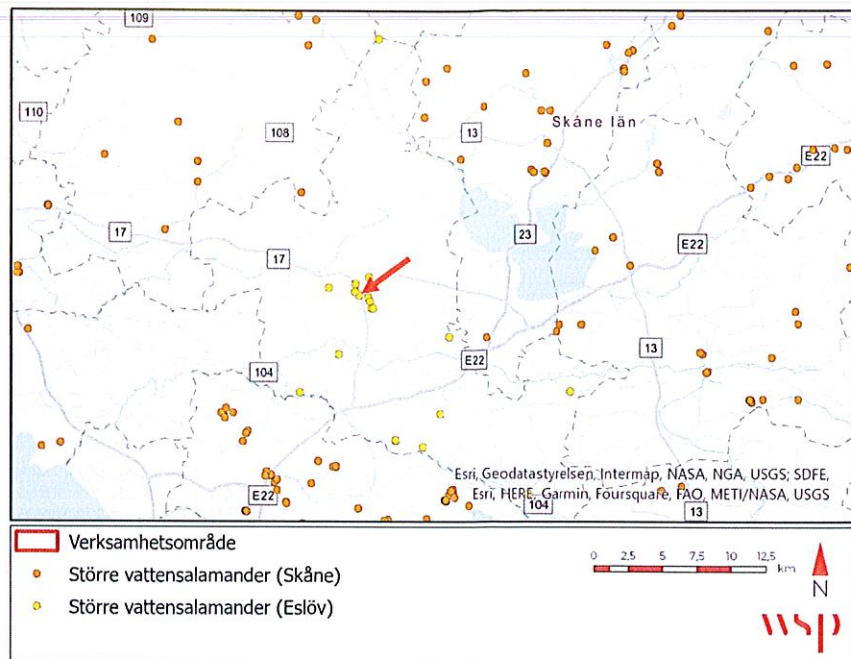 109
110
108
13
Skåne län
E22
17
23
E22
17
E22
13
104
Esri, Geodatastyrelsen, Intermap, NASA, NGA, USGS; SDFE,
Esri, HERE, Garmin, Foursquare, FAO, METI/NASA, USGS
E22
104
13
Verksamhetsområde
Större vattensalamander (Skåne)
Större vattensalamander (Eslöv)
0 2,5 5 7,5 10 12,5
km
N
wsp